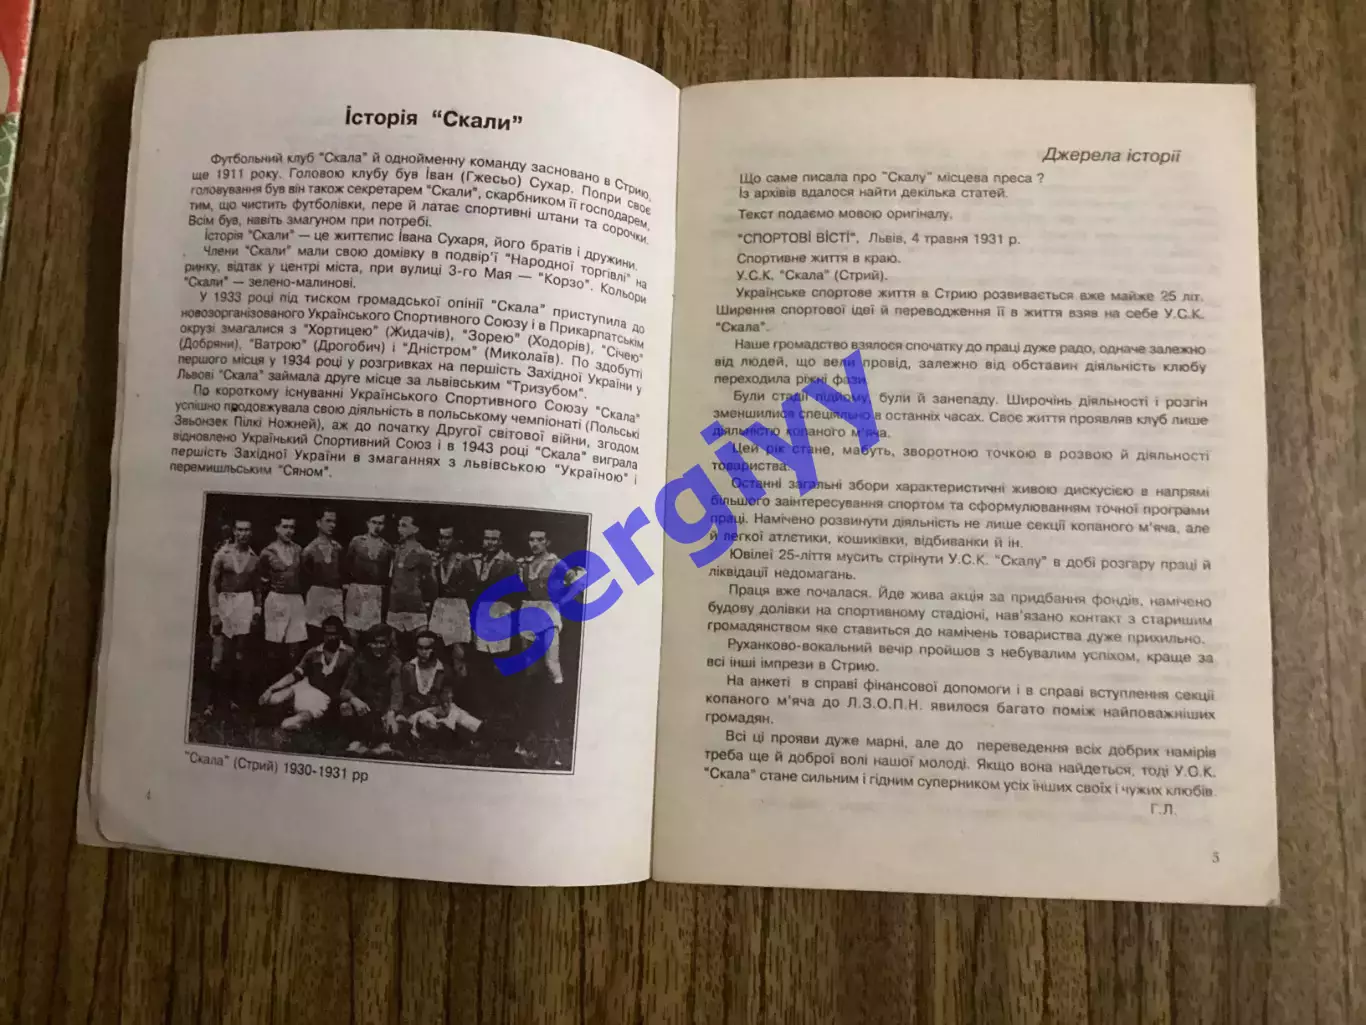 Історія "Скали"
Футбольний клуб "Скала" й однойменну команду засновано в Стрию,
ще 1911 року. Головою клубу був Іван (Гжесьо) Сухар. Попри своє
головування був він також секретарем "Скали", скарбником її господарем,
тим, що чистить футболівки, пере й латає спортивні штани та сорочки.
Всім був, навіть змагуном при потребі.
Історія "Скали" — це життєпис Івана Сухаря, його братів і дружини.
Члени "Скали" мали свою домівку в подвір'ї "Народної торгівлі" на
ринку, відтак у центрі міста, при вулиці 3-го Мая — "Корзо". Кольори
"Скали" — зелено-малинові.
У 1933 році під тиском громадської опінії "Скала" приступила до
новозорганізованого Українського Спортивного Союзу і в Прикарпатськім
окрузі змагалися з "Хортицею" (Жидачів), "Зорею" (Ходорів), "Січею"
(Добряни), "Ватрою" (Дрогобич) і "Дністром" (Миколаїв). По здобутті
першого місця у 1934 році у розгривках на першість Західної України у
Львові "Скала" займала друге місце за львівським "Тризубом".
По короткому існуванні Українського Спортивного Союзу "Скала"
успішно продовжувала свою діяльність в польському чемпіонаті (Польські
Звьонзек Пілкі Ножней), аж до початку Другої світової війни, згодом
відновлено Українький Спортивний Союз і в 1943 році "Скала" виграла
першість Західної України в змаганнях з львівською "Україною" і
перемишльським "Сяном".
"Скала" (Стрий) 1930-1931 рр
4
Джерела історії
Що саме писала про "Скалу" місцева преса ?
Із архівів вдалося найти декілька статей.
Текст подаємо мовою оригіналу.
"СПОРТОВІ ВІСТІ", Львів, 4 травня 1931 р.
Спортивне життя в краю.
У.С.К. "Скала" (Стрий).
Українське спортове життя в Стрию розвивається вже майже 25 літ.
Ширення спортової ідеї й переводження її в життя взяв на себе У.С.К.
"Скала".
Наше громадство взялося спочатку до праці дуже радо, одначе залежно
від людей, що вели провід, залежно від обставин діяльність клюбу
переходила ріжні фази.
Були стадії підйому, були й занепаду. Широчінь діяльності і розгін
зменшилися спеціяльно в останніх часах. Своє життя проявляв клуб лише
діяльністю копаного м'яча.
Цей рік стане, мабуть, зворотною точкою в розвою й діяльності
товариства.
Останні загальні збори характеристичні живою дискусією в напрямі
більшого заінтересування спортом та сформулюванням точної програми
праці. Намічено розвинути діяльність не лише секції копаного м'яча, але
й легкої атлєтики, кошиківки, відбиванки й ін.
Ювілеї 25-ліття мусить стрінути У.С.К. "Скалу" в добі розгару праці й
ліквідації недомагань.
Праця вже почалася. Йде жива акція за придбання фондів, намічено
будову долівки на спортивному стадіоні, нав'язано контакт з старшим
громадянством яке ставиться до намічень товариства дуже прихильно.
Руханково-вокальний вечір пройшов з небувалим успіхом, краще за
всі інші імпрези в Стрию.
На анкеті в справі фінансової допомоги і в справі вступлення секції
копаного м'яча до Л.З.О.П.Н. явилося багато поміж найповажніших
громадян.
Всі ці прояви дуже марні, але до переведення всіх добрих намірів
треба ще й доброї волі нашої молоді. Якщо вона найдеться, тоді У.О.К.
"Скала" стане сильним і гідним суперником усіх інших своїх і чужих клюбів.
Г.Л.
5
Sergiyy